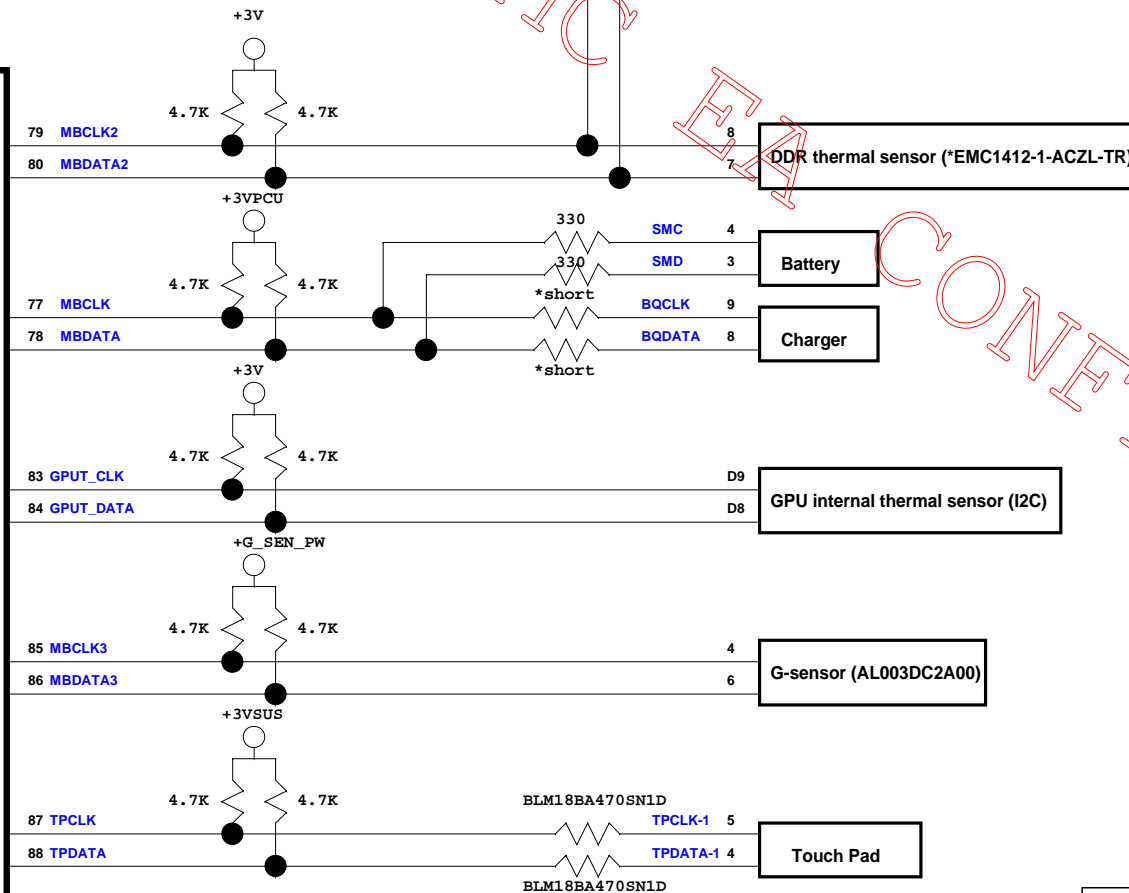 +3V
4.7K 4.7K
79 MBCLK2 8
80 MBDATA2 7
DDR thermal sensor (*EMC1412-1-ACZL-TR)
+3VPCU
330 SMC 4
330 SMD 3
Battery
4.7K 4.7K
*short
77 MBCLK BQCLK 9
78 MBDATA BQDATA 8
Charger
*short
+3V
4.7K 4.7K
83 GPUT_CLK D9
84 GPUT_DATA D8
GPU internal thermal sensor (I2C)
+G_SEN_PW
4.7K 4.7K
85 MBCLK3 4
86 MBDATA3 6
G-sensor (AL003DC2A00)
+3VSUS
4.7K 4.7K
BLM18BA470SN1D
87 TPCLK TPCLK-1 5
88 TPDATA TPDATA-1 4
Touch Pad
BLM18BA470SN1D
IC EA CONF